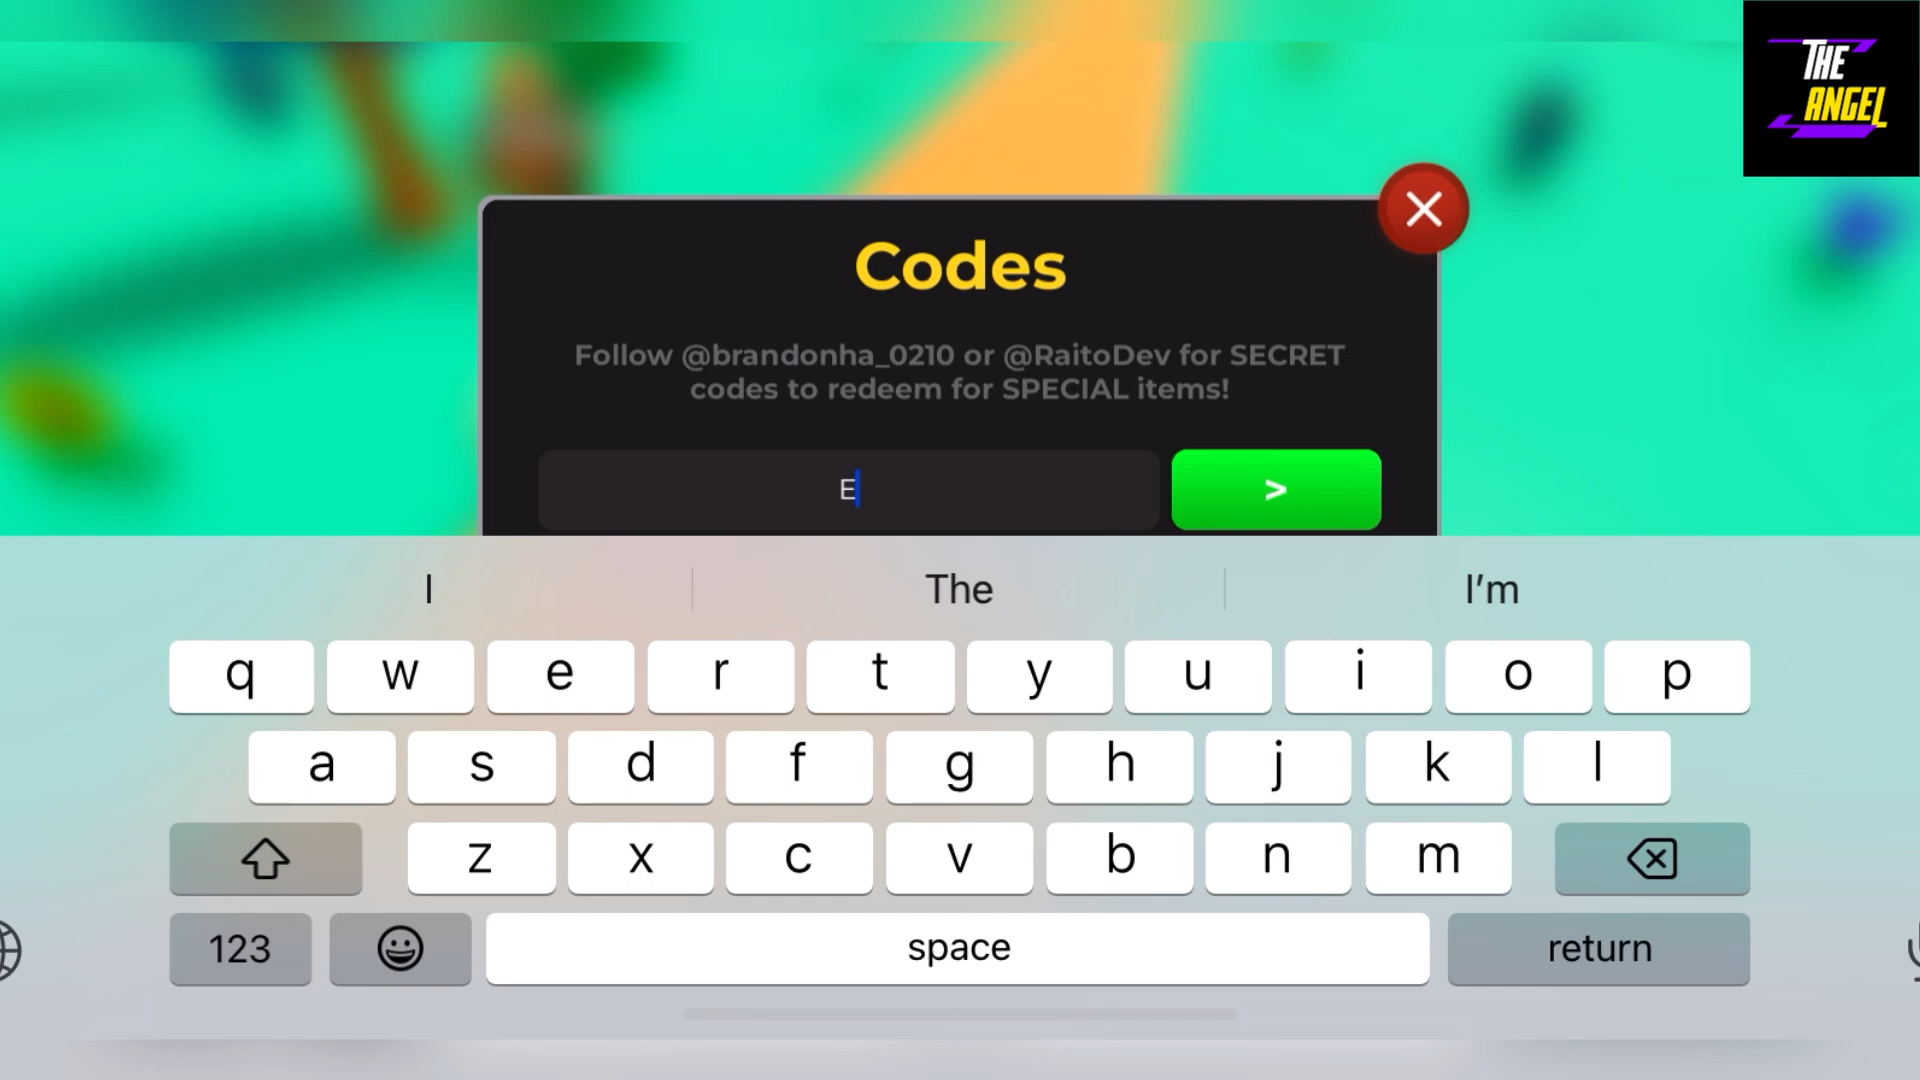 THE
ANGEL
Codes
Follow @brandonha_0210 or @RaitoDev for SECRET
codes to redeem for SPECIAL items!
E >
I The I’m
q w e r t y u i o p
a s d f g h j k l
z x c v b n m
123 space return